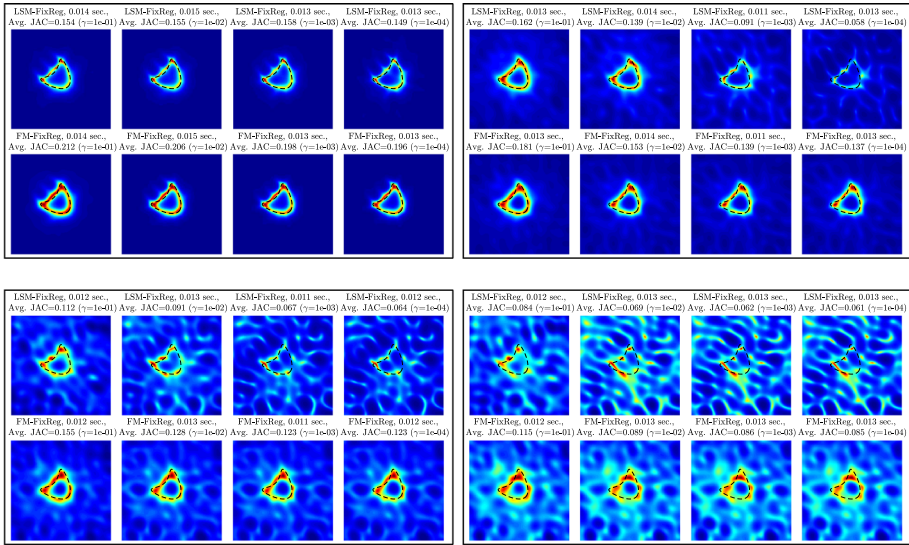 LSM-FixReg, 0.014 sec., LSM-FixReg, 0.015 sec., LSM-FixReg, 0.013 sec., LSM-FixReg, 0.013 sec.,
Avg. JAC=0.154 (γ=1e-01) Avg. JAC=0.155 (γ=1e-02) Avg. JAC=0.158 (γ=1e-03) Avg. JAC=0.149 (γ=1e-04)
FM-FixReg, 0.014 sec., FM-FixReg, 0.015 sec., FM-FixReg, 0.013 sec., FM-FixReg, 0.013 sec.,
Avg. JAC=0.212 (γ=1e-01) Avg. JAC=0.206 (γ=1e-02) Avg. JAC=0.198 (γ=1e-03) Avg. JAC=0.196 (γ=1e-04)
LSM-FixReg, 0.013 sec., LSM-FixReg, 0.014 sec., LSM-FixReg, 0.011 sec., LSM-FixReg, 0.013 sec.,
Avg. JAC=0.162 (γ=1e-01) Avg. JAC=0.139 (γ=1e-02) Avg. JAC=0.091 (γ=1e-03) Avg. JAC=0.058 (γ=1e-04)
FM-FixReg, 0.013 sec., FM-FixReg, 0.014 sec., FM-FixReg, 0.011 sec., FM-FixReg, 0.013 sec.,
Avg. JAC=0.181 (γ=1e-01) Avg. JAC=0.153 (γ=1e-02) Avg. JAC=0.139 (γ=1e-03) Avg. JAC=0.137 (γ=1e-04)
LSM-FixReg, 0.012 sec., LSM-FixReg, 0.013 sec., LSM-FixReg, 0.011 sec., LSM-FixReg, 0.012 sec.,
Avg. JAC=0.112 (γ=1e-01) Avg. JAC=0.091 (γ=1e-02) Avg. JAC=0.067 (γ=1e-03) Avg. JAC=0.064 (γ=1e-04)
FM-FixReg, 0.012 sec., FM-FixReg, 0.013 sec., FM-FixReg, 0.011 sec., FM-FixReg, 0.012 sec.,
Avg. JAC=0.155 (γ=1e-01) Avg. JAC=0.128 (γ=1e-02) Avg. JAC=0.123 (γ=1e-03) Avg. JAC=0.123 (γ=1e-04)
LSM-FixReg, 0.012 sec., LSM-FixReg, 0.013 sec., LSM-FixReg, 0.013 sec., LSM-FixReg, 0.013 sec.,
Avg. JAC=0.084 (γ=1e-01) Avg. JAC=0.069 (γ=1e-02) Avg. JAC=0.062 (γ=1e-03) Avg. JAC=0.061 (γ=1e-04)
FM-FixReg, 0.012 sec., FM-FixReg, 0.013 sec., FM-FixReg, 0.013 sec., FM-FixReg, 0.013 sec.,
Avg. JAC=0.115 (γ=1e-01) Avg. JAC=0.089 (γ=1e-02) Avg. JAC=0.086 (γ=1e-03) Avg. JAC=0.085 (γ=1e-04)